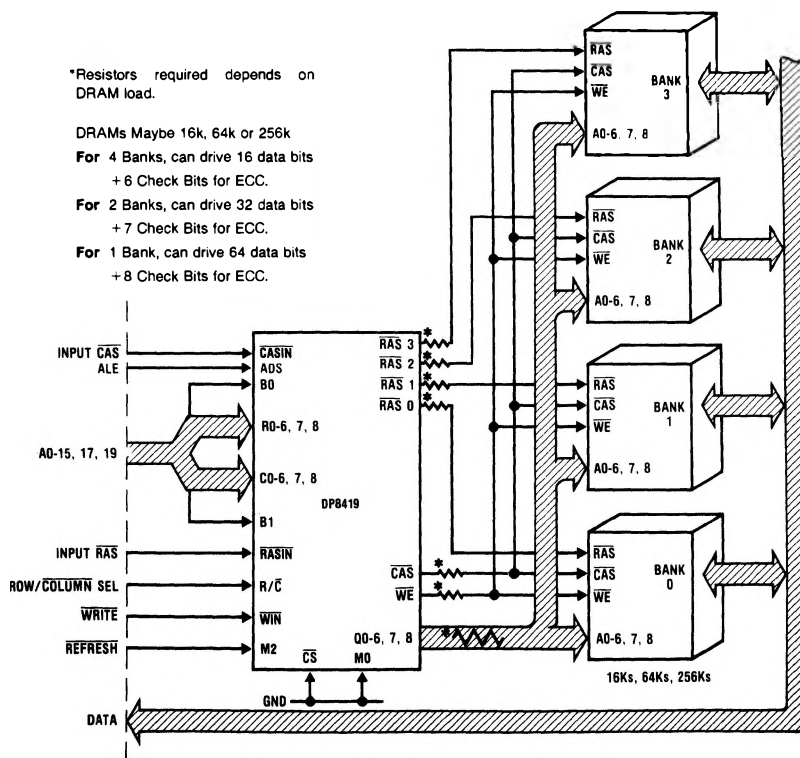 *Resistors required depends on
DRAM load.
DRAMs Maybe 16k, 64k or 256k
For 4 Banks, can drive 16 data bits
+6 Check Bits for ECC.
For 2 Banks, can drive 32 data bits
+7 Check Bits for ECC.
For 1 Bank, can drive 64 data bits
+8 Check Bits for ECC.
INPUT CAS
ALE
A0-15, 17, 19
INPUT RAS
ROW/COLUMN SEL
WRITE
REFRESH
DATA
CASIN
ADS
B0
R0-6, 7, 8
C0-6, 7, 8
B1
RASIN
R/C
WIN
M2
DP8419
RAS 3
RAS 2
RAS 1
RAS 0
*
*
*
*
CAS
WE
*
*
Q0-6, 7, 8
*
CS
M0
GND
RAS
CAS
WE
BANK
3
A0-6, 7, 8
RAS
CAS
WE
BANK
2
A0-6, 7, 8
RAS
CAS
WE
BANK
1
A0-6, 7, 8
RAS
CAS
WE
BANK
0
A0-6, 7, 8
16Ks, 64Ks, 256Ks